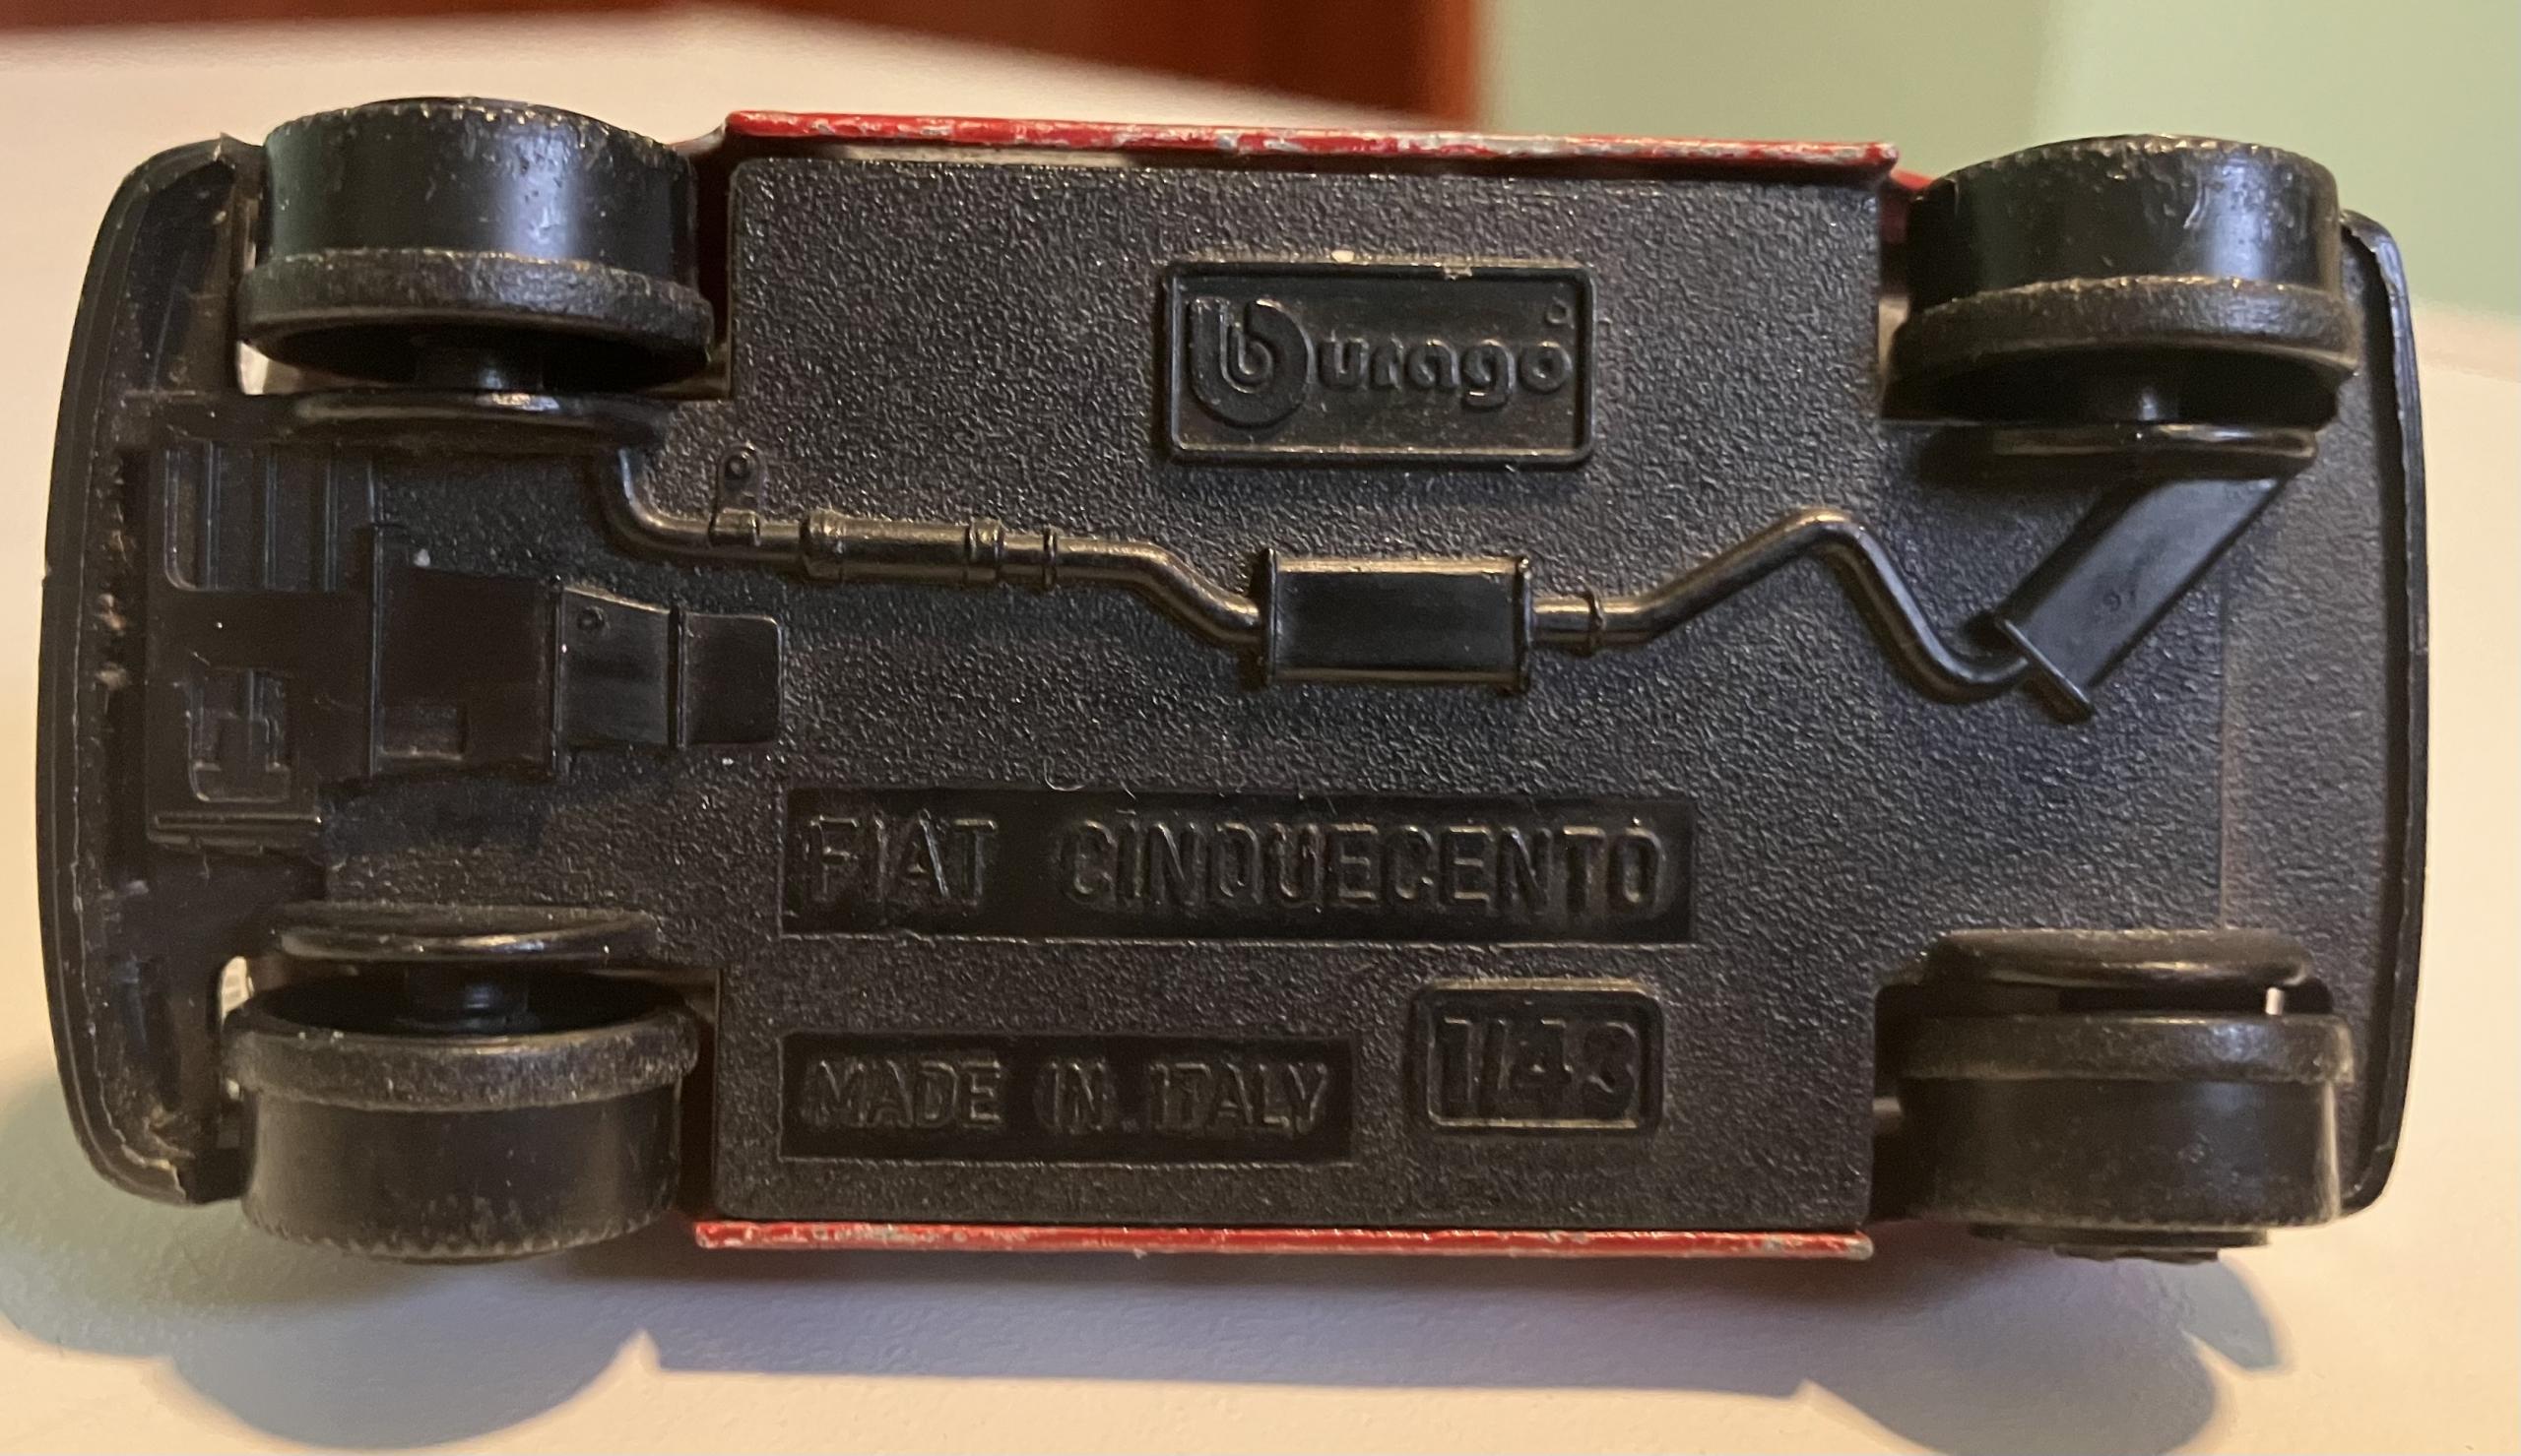 burago
FIAT CINQUECENTO
MADE IN ITALY
1/43